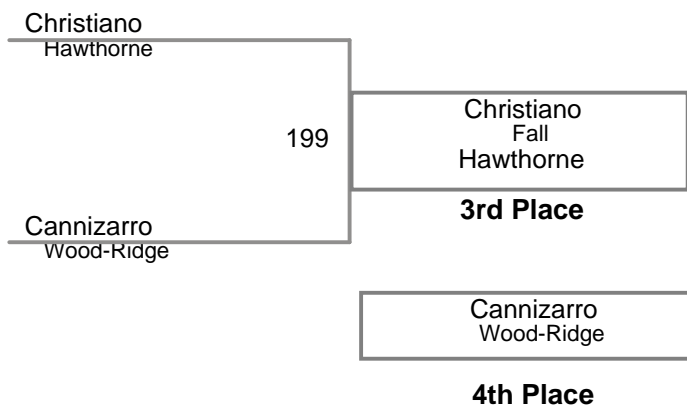 Christiano
Hawthorne
199
Christiano
Fall
Hawthorne
3rd Place
Cannizarro
Wood-Ridge
Cannizarro
Wood-Ridge
4th Place